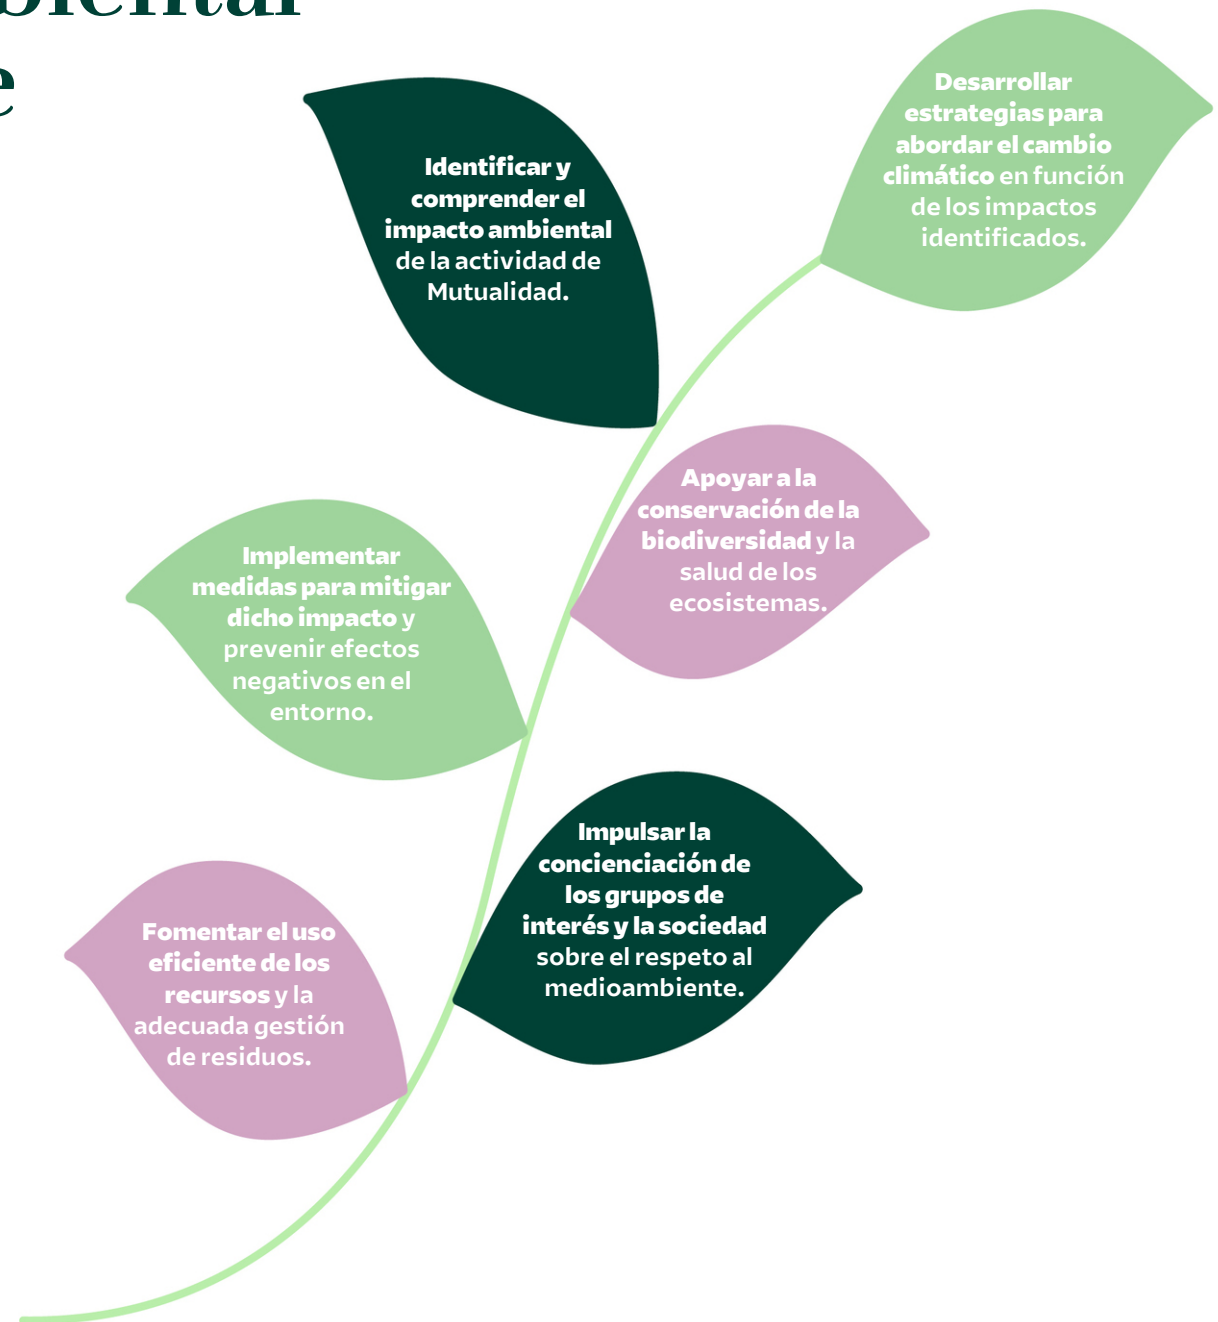 Identificar y
comprender el
impacto ambiental
de la actividad de
Mutualidad.
Desarrollar
estrategias para
abordar el cambio
climático en función
de los impactos
identificados.
Implementar
medidas para mitigar
dicho impacto y
prevenir efectos
negativos en el
entorno.
Apoyar a la
conservación de la
biodiversidad y la
salud de los
ecosistemas.
Fomentar el uso
eficiente de los
recursos y la
adecuada gestión
de residuos.
Impulsar la
concienciación de
los grupos de
interés y la sociedad
sobre el respeto al
medioambiente.